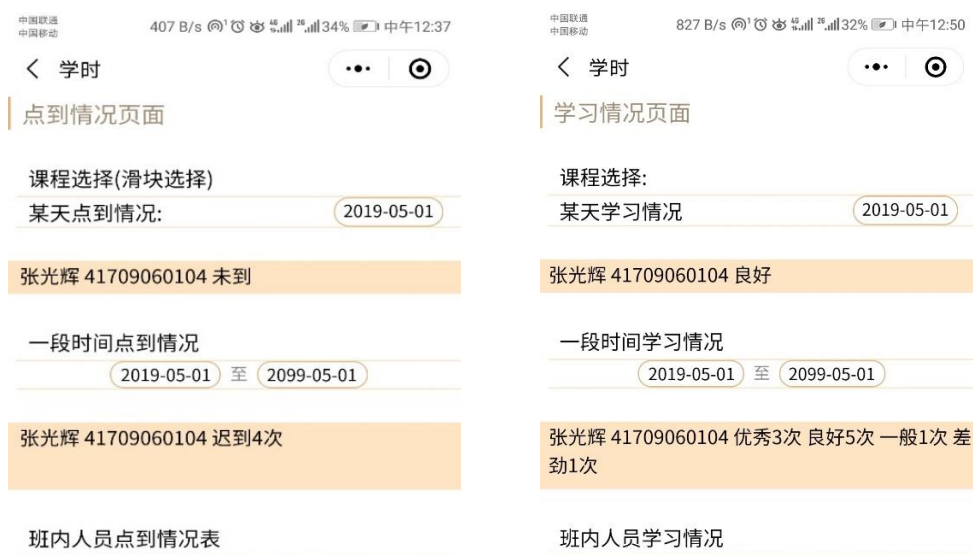 中国联通
中国移动
407 B/s 34% 中午12:37
学时
点到情况页面
课程选择(滑块选择)
某天点到情况: 2019-05-01
张光辉 41709060104 未到
一段时间点到情况
2019-05-01 至 2099-05-01
张光辉 41709060104 迟到4次
班内人员点到情况表
中国联通
中国移动
827 B/s 32% 中午12:50
学时
学习情况页面
课程选择:
某天学习情况 2019-05-01
张光辉 41709060104 良好
一段时间学习情况
2019-05-01 至 2099-05-01
张光辉 41709060104 优秀3次 良好5次 一般1次 差
劲1次
班内人员学习情况